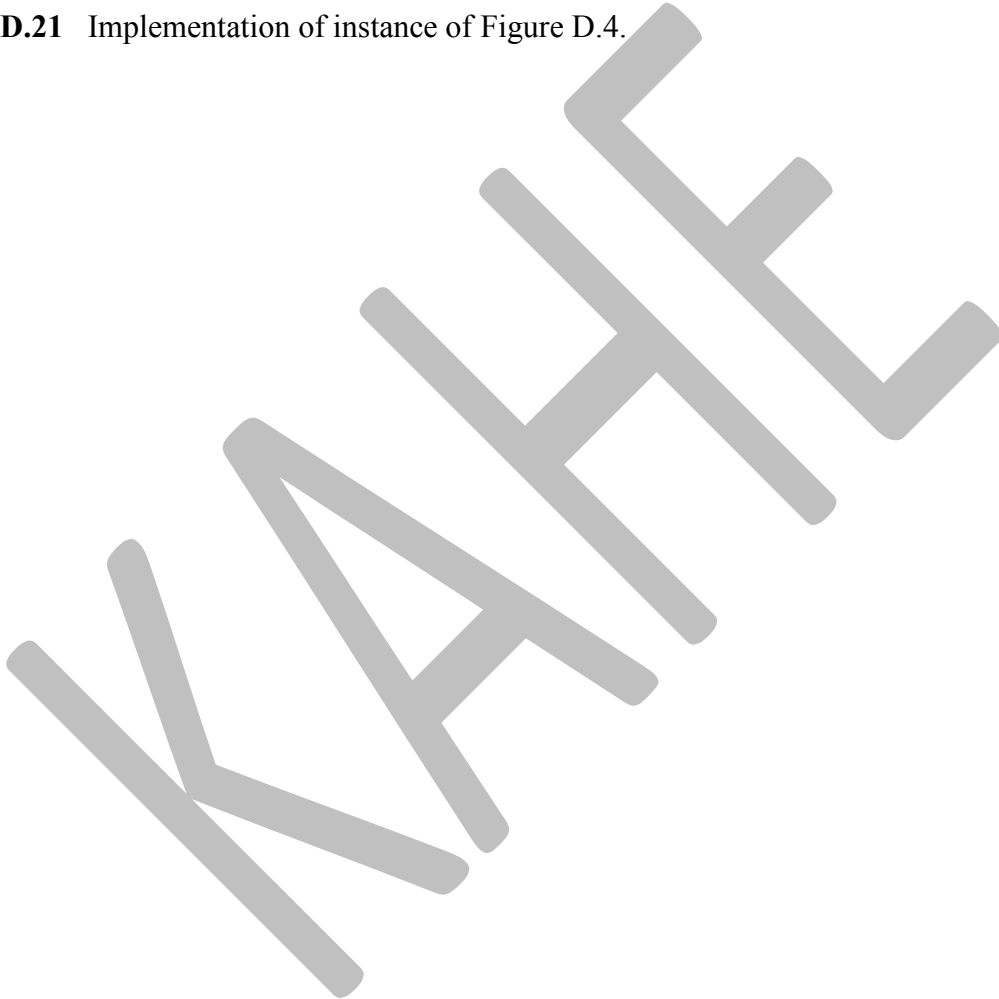 D.21 Implementation of instance of Figure D.4.
KAHE